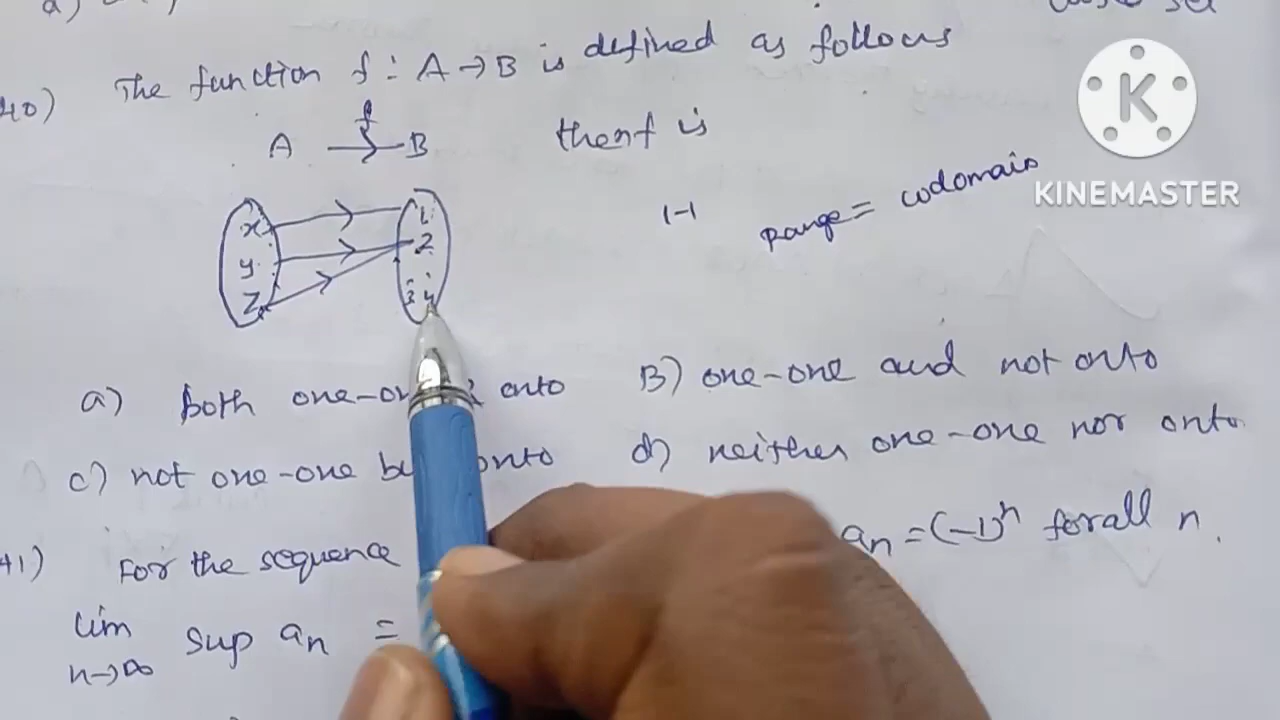 40) The function f : A → B is defined as follows
A f→ B then f is
x 1
y 2
z 3 4
1-1 Range = codomain
KINEMASTER
a) both one-on onto B) one-one and not onto
c) not one-one b onto d) neither one-one nor onto
41) For the sequence an = (-1)^n for all n.
lim n→∞ sup an =